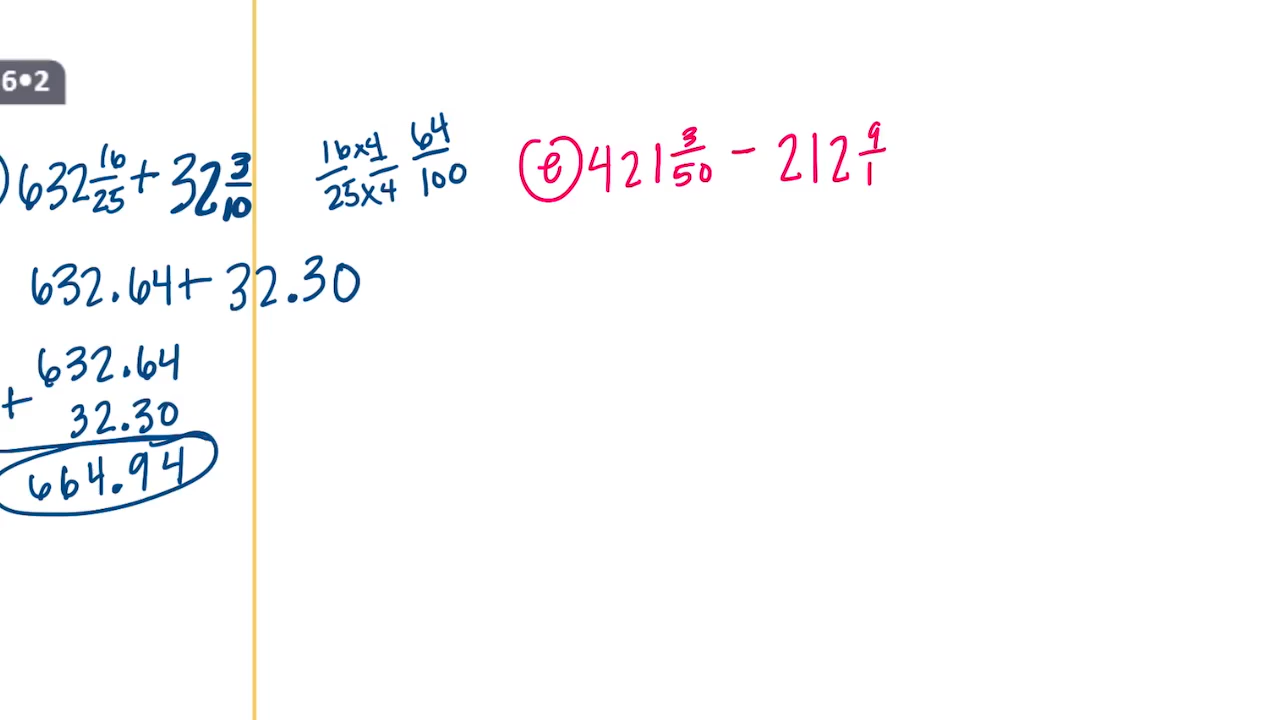 6•2
) 632 16/25 + 32 3/10
16×4/25×4 64/100
632.64 + 32.30
632.64
+ 32.30
664.94
(e) 421 3/50 − 212 9/1